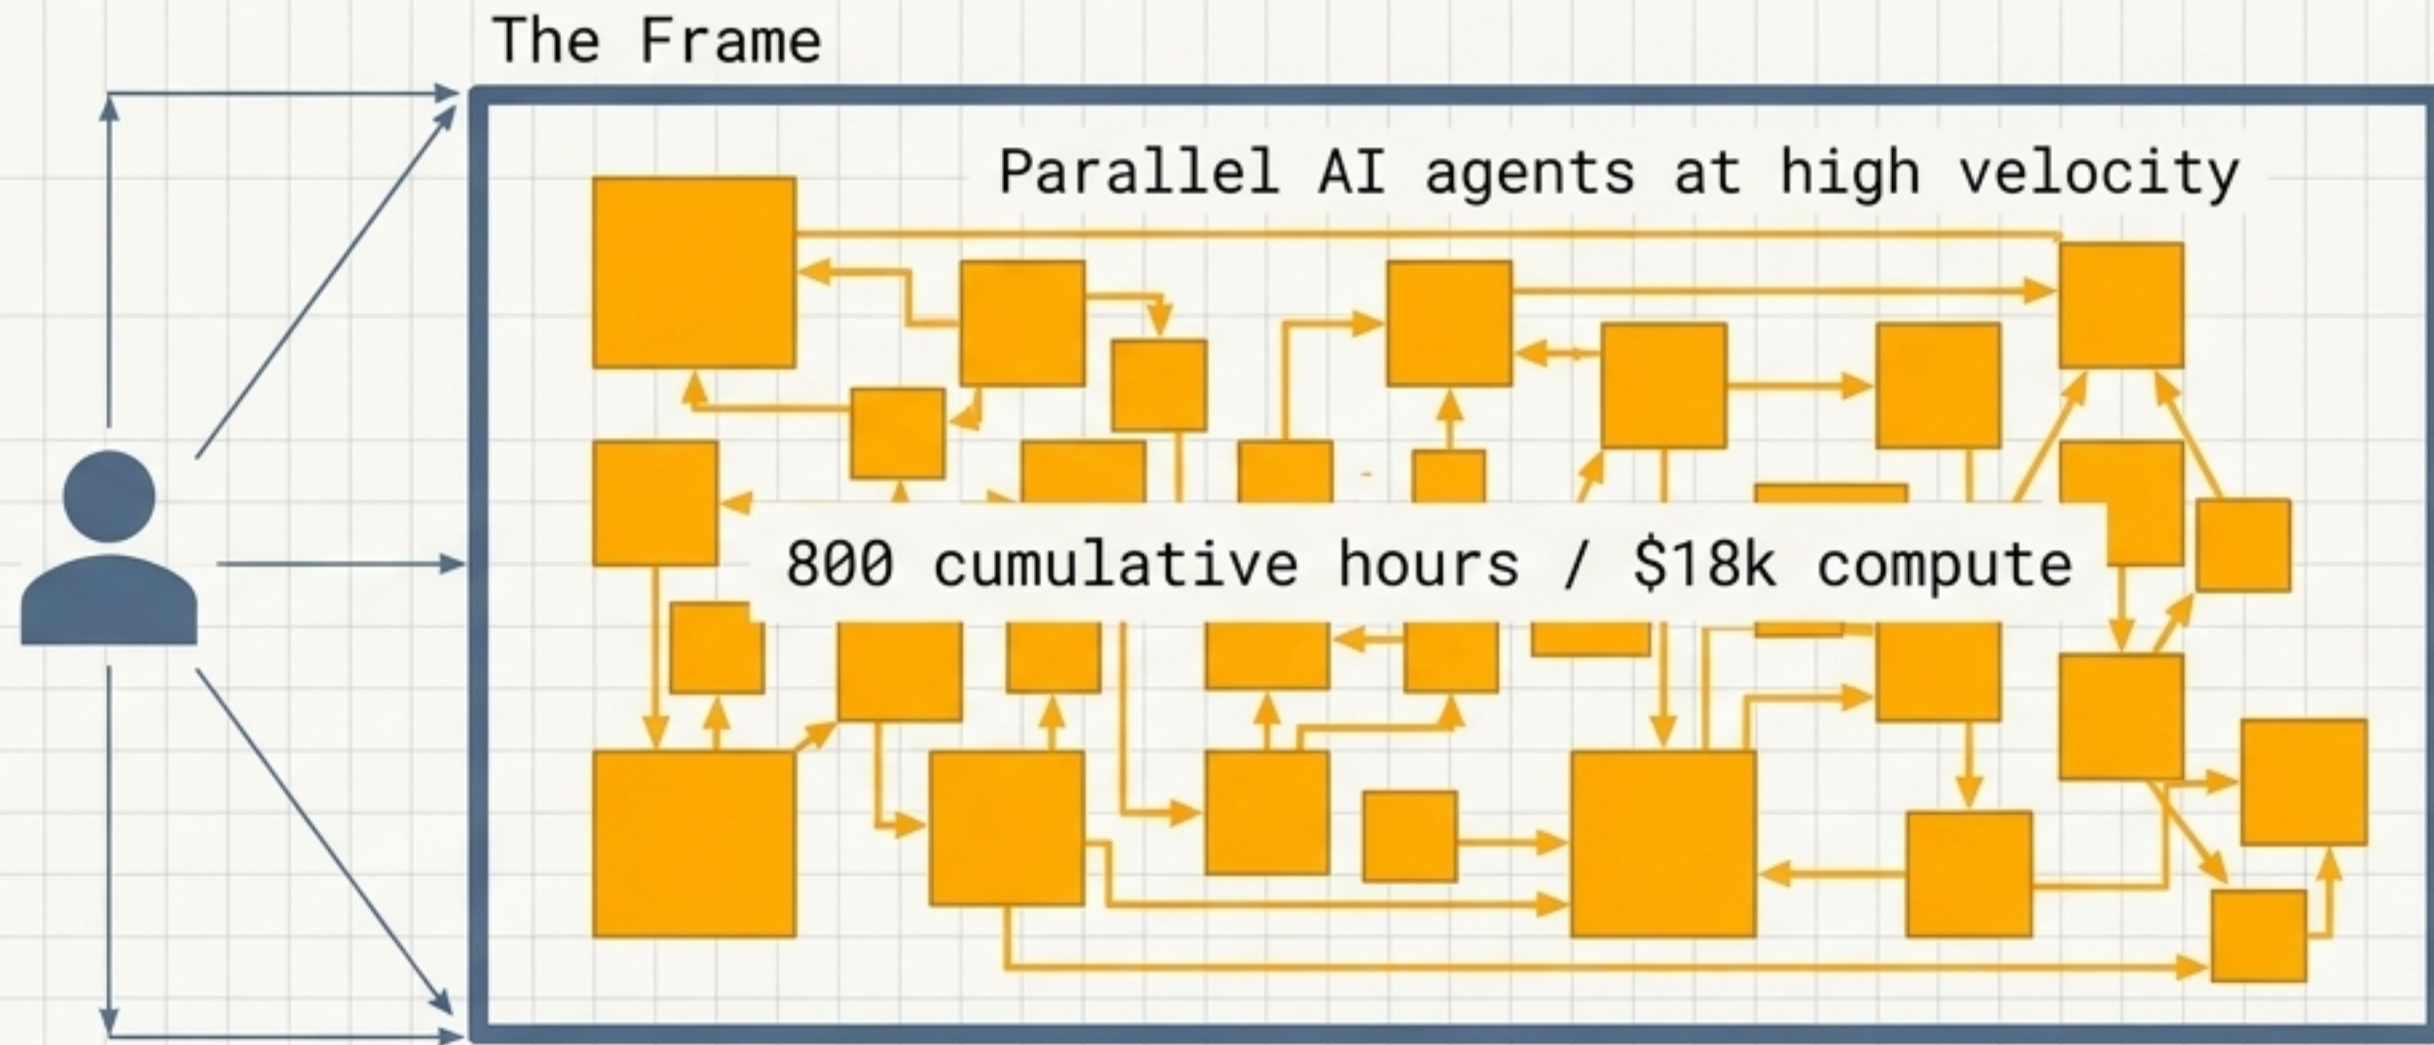 The Frame
Parallel AI agents at high velocity
800 cumulative hours / $18k compute